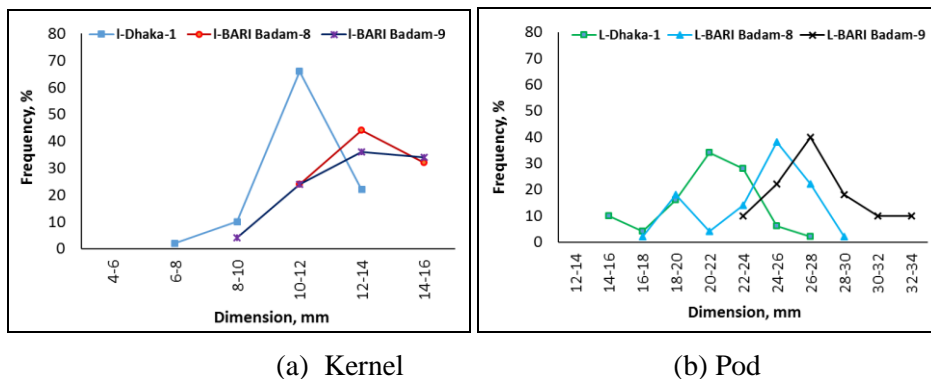 80
70
60
50
40
30
20
10
0
Frequency, %
l-Dhaka-1
l-BARI Badam-8
l-BARI Badam-9
4-6
6-8
8-10
10-12
12-14
14-16
Dimension, mm
80
70
60
50
40
30
20
10
0
Frequency, %
L-Dhaka-1
L-BARI Badam-8
L-BARI Badam-9
12-14
14-16
16-18
18-20
20-22
22-24
24-26
26-28
28-30
30-32
32-34
Dimension, mm
(a) Kernel
(b) Pod